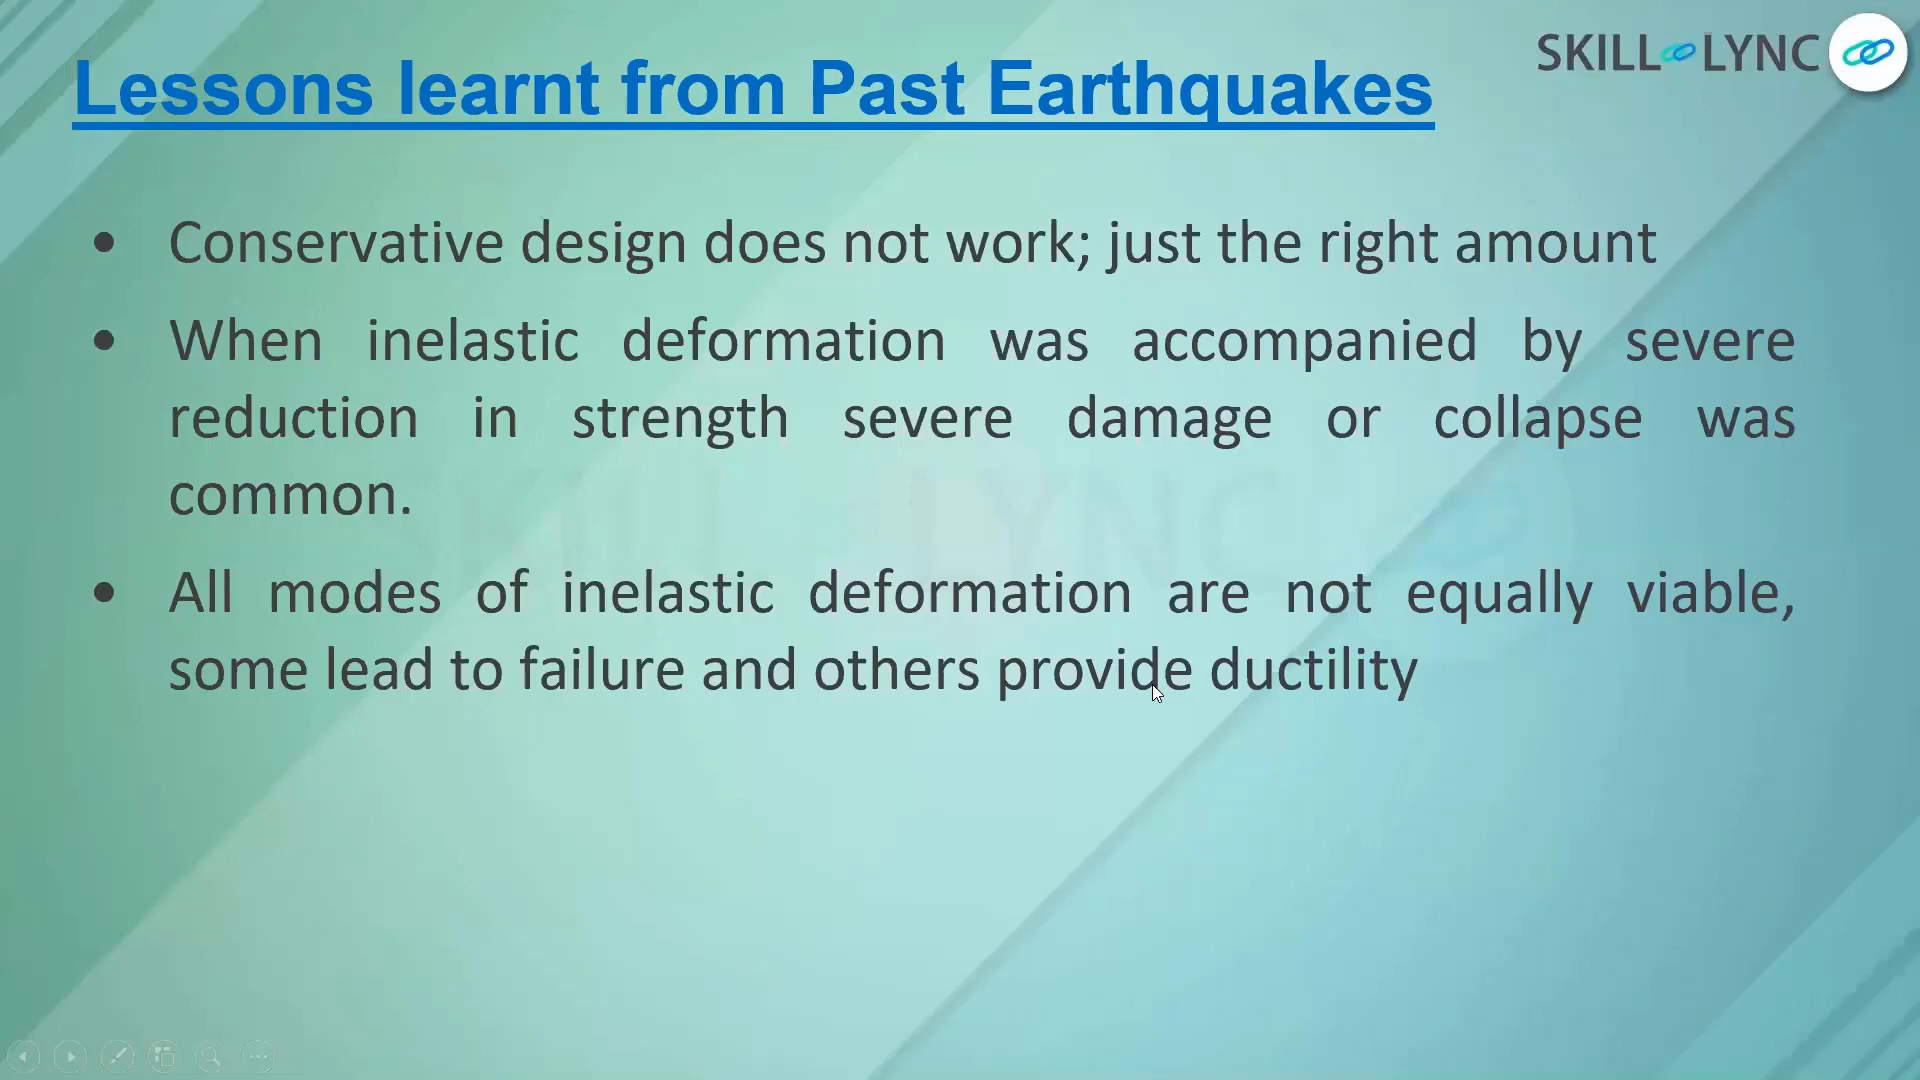 SKILL LYNC
Lessons learnt from Past Earthquakes
• Conservative design does not work; just the right amount
• When inelastic deformation was accompanied by severe
reduction in strength severe damage or collapse was
common.
• All modes of inelastic deformation are not equally viable,
some lead to failure and others provide ductility
SKILL LYNC